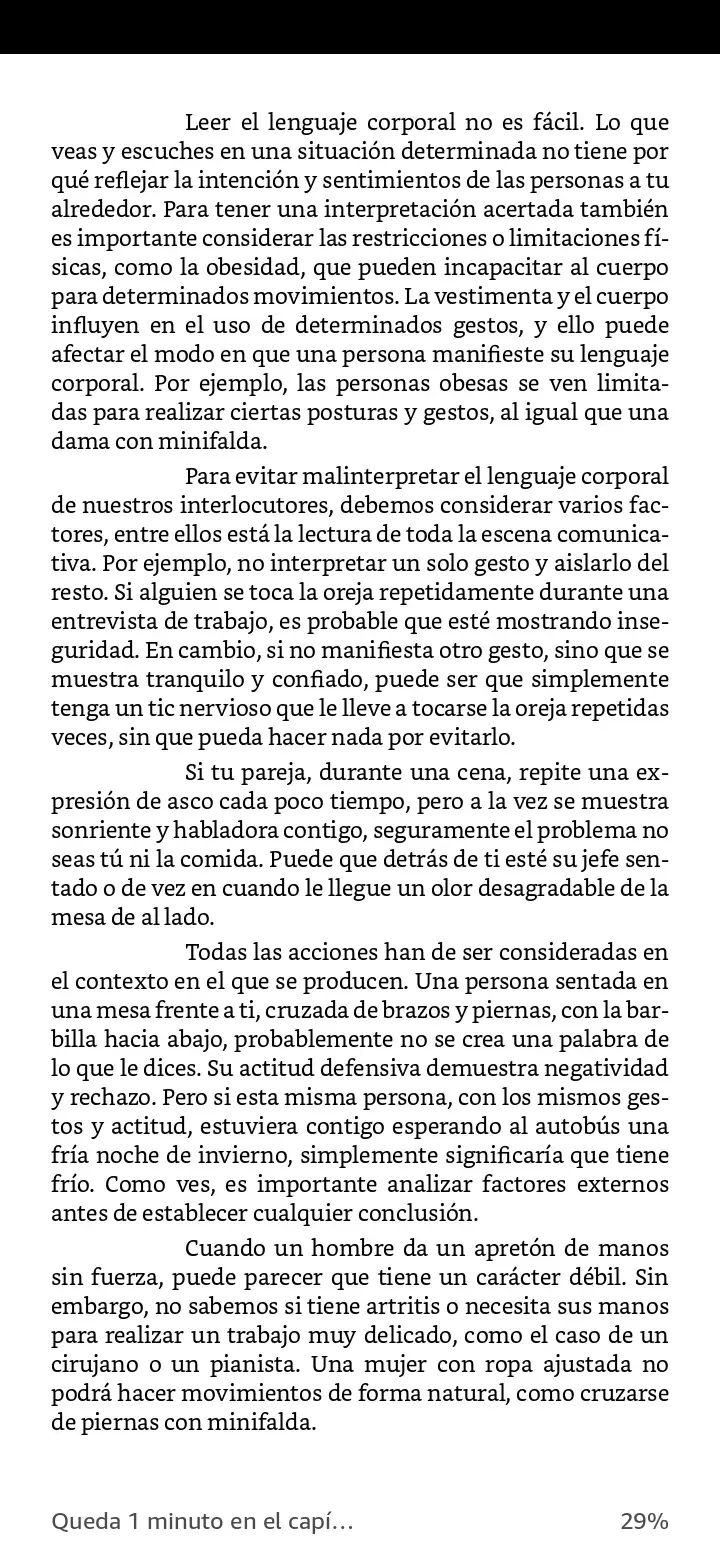 Leer el lenguaje corporal no es fácil. Lo que
veas y escuches en una situación determinada no tiene por
qué reflejar la intención y sentimientos de las personas a tu
alrededor. Para tener una interpretación acertada también
es importante considerar las restricciones o limitaciones fí-
sicas, como la obesidad, que pueden incapacitar al cuerpo
para determinados movimientos. La vestimenta y el cuerpo
influyen en el uso de determinados gestos, y ello puede
afectar el modo en que una persona manifieste su lenguaje
corporal. Por ejemplo, las personas obesas se ven limita-
das para realizar ciertas posturas y gestos, al igual que una
dama con minifalda.
Para evitar malinterpretar el lenguaje corporal
de nuestros interlocutores, debemos considerar varios fac-
tores, entre ellos está la lectura de toda la escena comunica-
tiva. Por ejemplo, no interpretar un solo gesto y aislarlo del
resto. Si alguien se toca la oreja repetidamente durante una
entrevista de trabajo, es probable que esté mostrando inse-
guridad. En cambio, si no manifiesta otro gesto, sino que se
muestra tranquilo y confiado, puede ser que simplemente
tenga un tic nervioso que le lleve a tocarse la oreja repetidas
veces, sin que pueda hacer nada por evitarlo.
Si tu pareja, durante una cena, repite una ex-
presión de asco cada poco tiempo, pero a la vez se muestra
sonriente y habladora contigo, seguramente el problema no
seas tú ni la comida. Puede que detrás de ti esté su jefe sen-
tado o de vez en cuando le llegue un olor desagradable de la
mesa de al lado.
Todas las acciones han de ser consideradas en
el contexto en el que se producen. Una persona sentada en
una mesa frente a ti, cruzada de brazos y piernas, con la bar-
billa hacia abajo, probablemente no se crea una palabra de
lo que le dices. Su actitud defensiva demuestra negatividad
y rechazo. Pero si esta misma persona, con los mismos ges-
tos y actitud, estuviera contigo esperando al autobús una
fría noche de invierno, simplemente significaría que tiene
frío. Como ves, es importante analizar factores externos
antes de establecer cualquier conclusión.
Cuando un hombre da un apretón de manos
sin fuerza, puede parecer que tiene un carácter débil. Sin
embargo, no sabemos si tiene artritis o necesita sus manos
para realizar un trabajo muy delicado, como el caso de un
cirujano o un pianista. Una mujer con ropa ajustada no
podrá hacer movimientos de forma natural, como cruzarse
de piernas con minifalda.
Queda 1 minuto en el capí... 29%